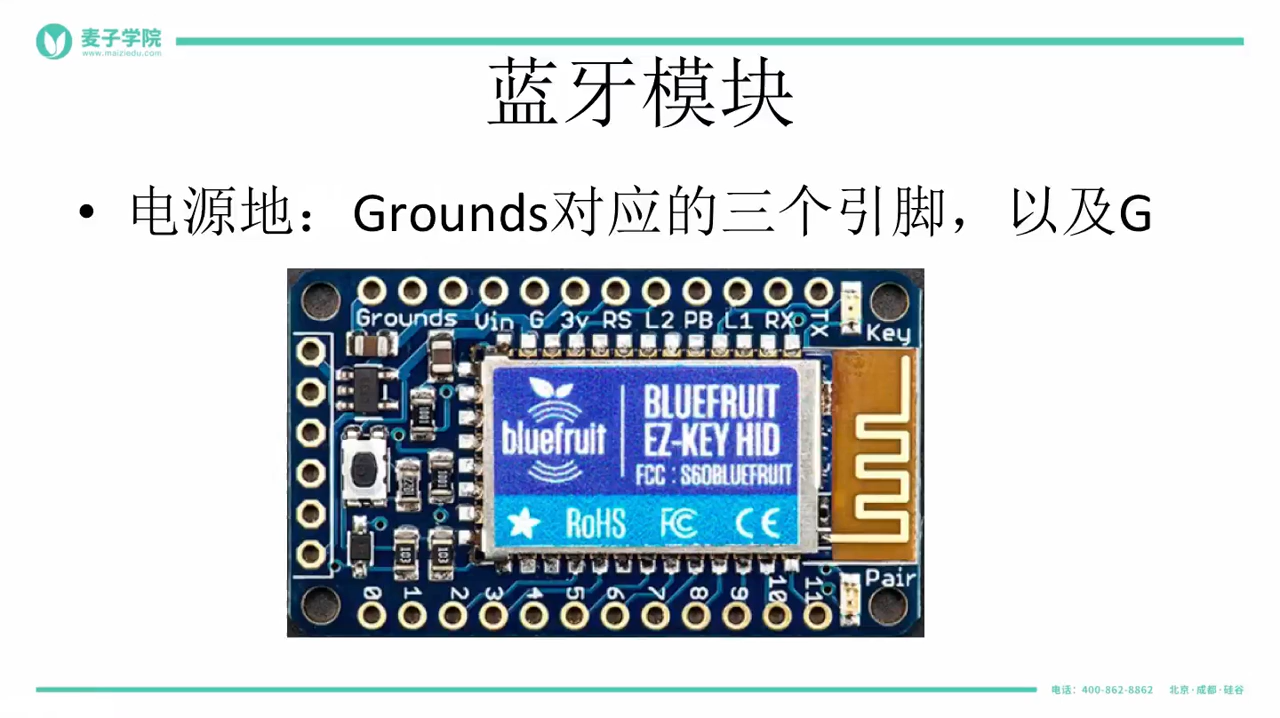 麦子学院
www.maiziedu.com
蓝牙模块
• 电源地：Grounds对应的三个引脚，以及G
Grounds Vin G 3v RS L2 PB L1 RX TX
Key
bluefruit
BLUEFRUIT
EZ-KEY HID
FCC : S60BLUEFRUIT
RoHS FC CE
Pair
0 1 2 3 4 5 6 7 8 9 10 11
电话：400-862-8862 北京·成都·硅谷